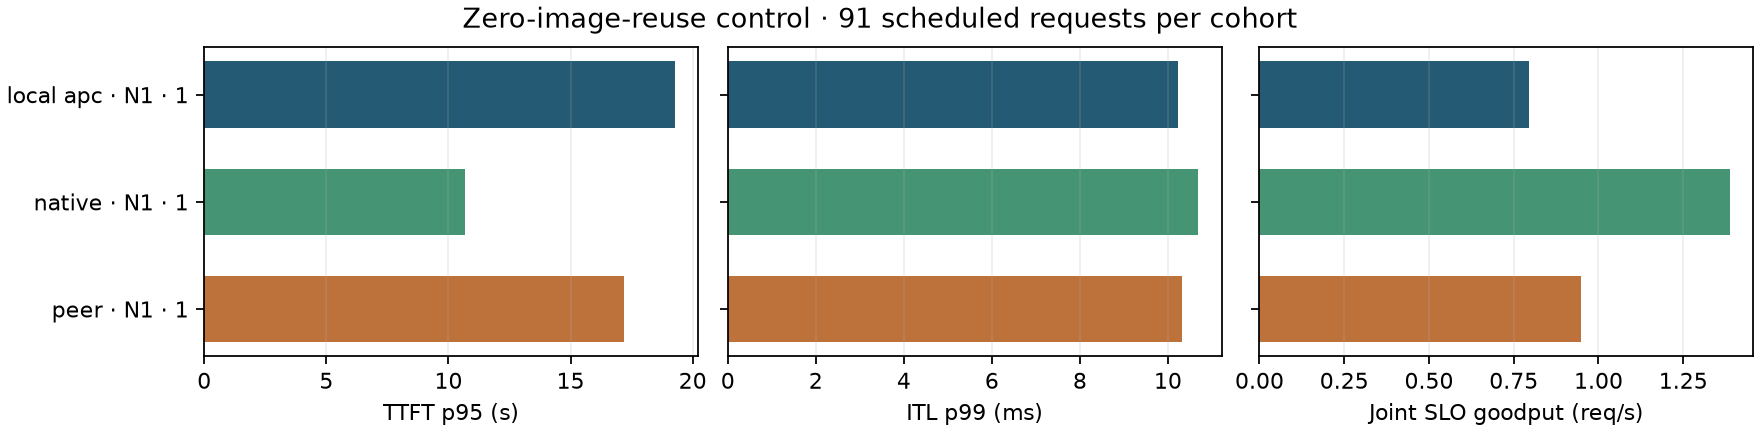 Zero-image-reuse control · 91 scheduled requests per cohort
local apc · N1 · 1
native · N1 · 1
peer · N1 · 1
0 5 10 15 20
TTFT p95 (s)
0 2 4 6 8 10
ITL p99 (ms)
0.00 0.25 0.50 0.75 1.00 1.25
Joint SLO goodput (req/s)